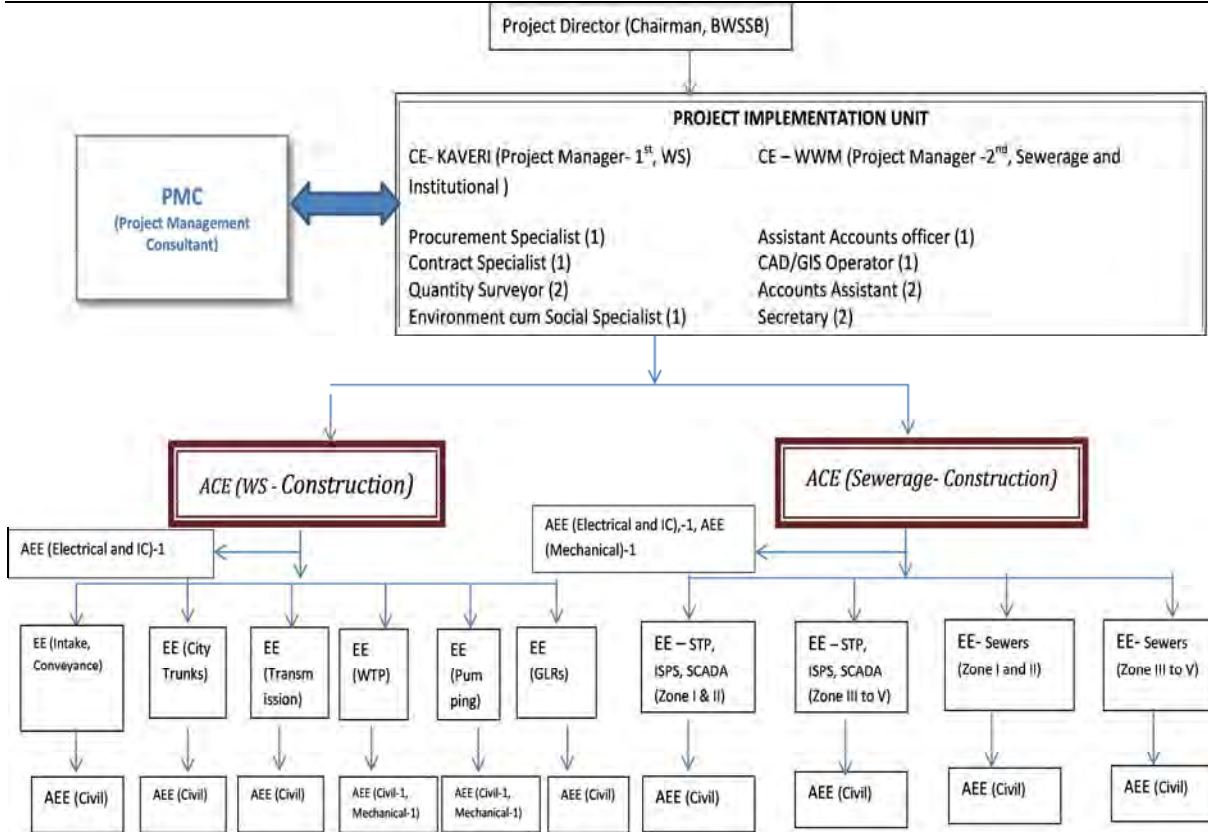 Project Director (Chairman, BWSSB)
PROJECT IMPLEMENTATION UNIT
CE- KAVERI (Project Manager- 1st, WS)
CE – WWM (Project Manager -2nd, Sewerage and
Institutional )
PMC
(Project Management
Consultant)
Procurement Specialist (1)
Assistant Accounts officer (1)
Contract Specialist (1)
CAD/GIS Operator (1)
Quantity Surveyor (2)
Accounts Assistant (2)
Environment cum Social Specialist (1)
Secretary (2)
ACE (WS - Construction)
ACE (Sewerage- Construction)
AEE (Electrical and IC)-1
AEE (Electrical and IC),-1, AEE
(Mechanical)-1
EE (Intake,
Conveyance)
EE (City
Trunks)
EE
(Transm
ission)
EE
(WTP)
EE
(Pum
ping)
EE
(GLRs)
EE – STP,
ISPS, SCADA
(Zone I & II)
EE – STP,
ISPS, SCADA
(Zone III to V)
EE- Sewers
(Zone I and II)
EE- Sewers
(Zone III to V)
AEE (Civil)
AEE (Civil)
AEE (Civil)
AEE (Civil-1,
Mechanical-1)
AEE (Civil-1,
Mechanical-1)
AEE (Civil)
AEE (Civil)
AEE (Civil)
AEE (Civil)
AEE (Civil)